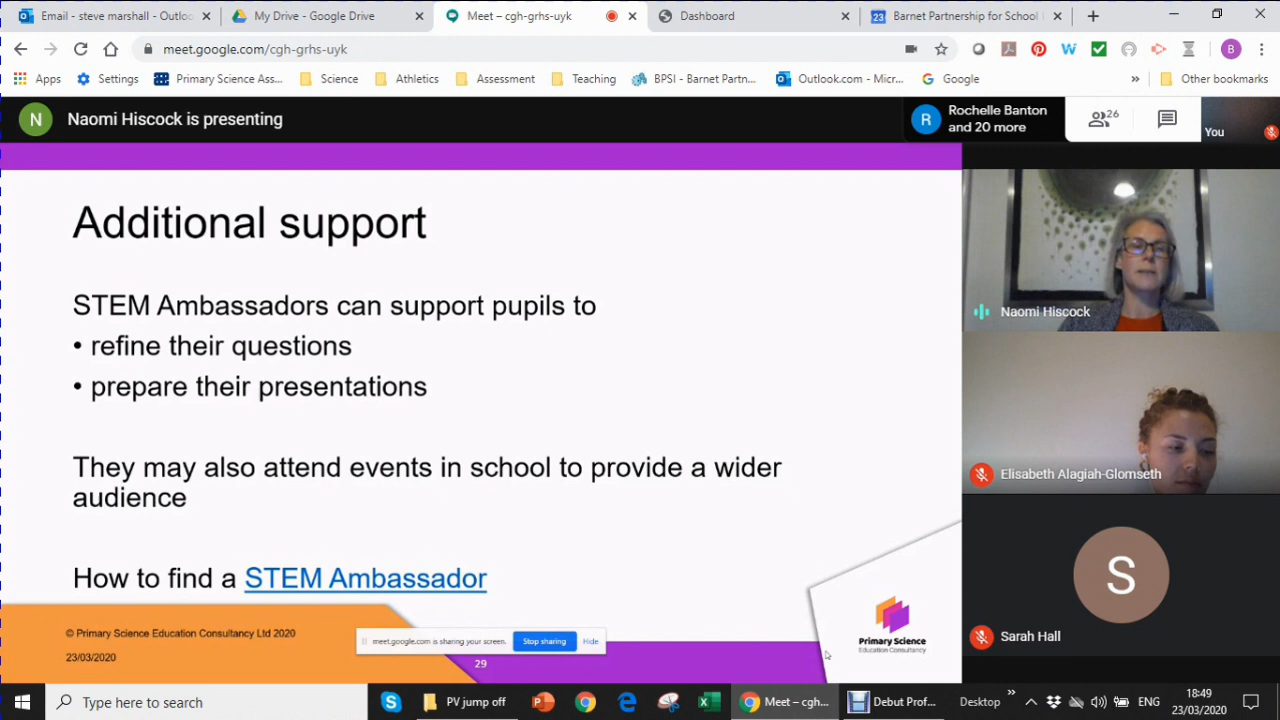 Email - steve marshall - Outlo
My Drive - Google Drive
Meet – cgh-grhs-uyk
Dashboard
Barnet Partnership for School I
meet.google.com/cgh-grhs-uyk
Apps
Settings
Primary Science Ass...
Science
Athletics
Assessment
Teaching
BPSI - Barnet Partn...
Outlook.com - Micr...
Google
»
Other bookmarks
N
Naomi Hiscock is presenting
R
Rochelle Banton
and 20 more
26
You
Additional support
STEM Ambassadors can support pupils to
• refine their questions
• prepare their presentations
They may also attend events in school to provide a wider
audience
How to find a STEM Ambassador
© Primary Science Education Consultancy Ltd 2020
23/03/2020
meet.google.com is sharing your screen.
Stop sharing
Hide
29
Primary Science
Education Consultancy
Naomi Hiscock
Elisabeth Alagiah-Glomseth
S
Sarah Hall
Type here to search
PV jump off
Meet – cgh...
Debut Prof...
Desktop
ENG
18:49
23/03/2020